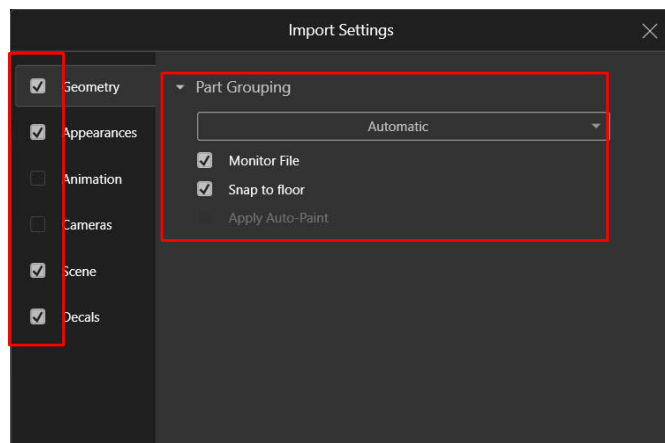 Import Settings
Geometry
Appearances
Animation
Cameras
Scene
Decals
Part Grouping
Automatic
Monitor File
Snap to floor
Apply Auto-Paint